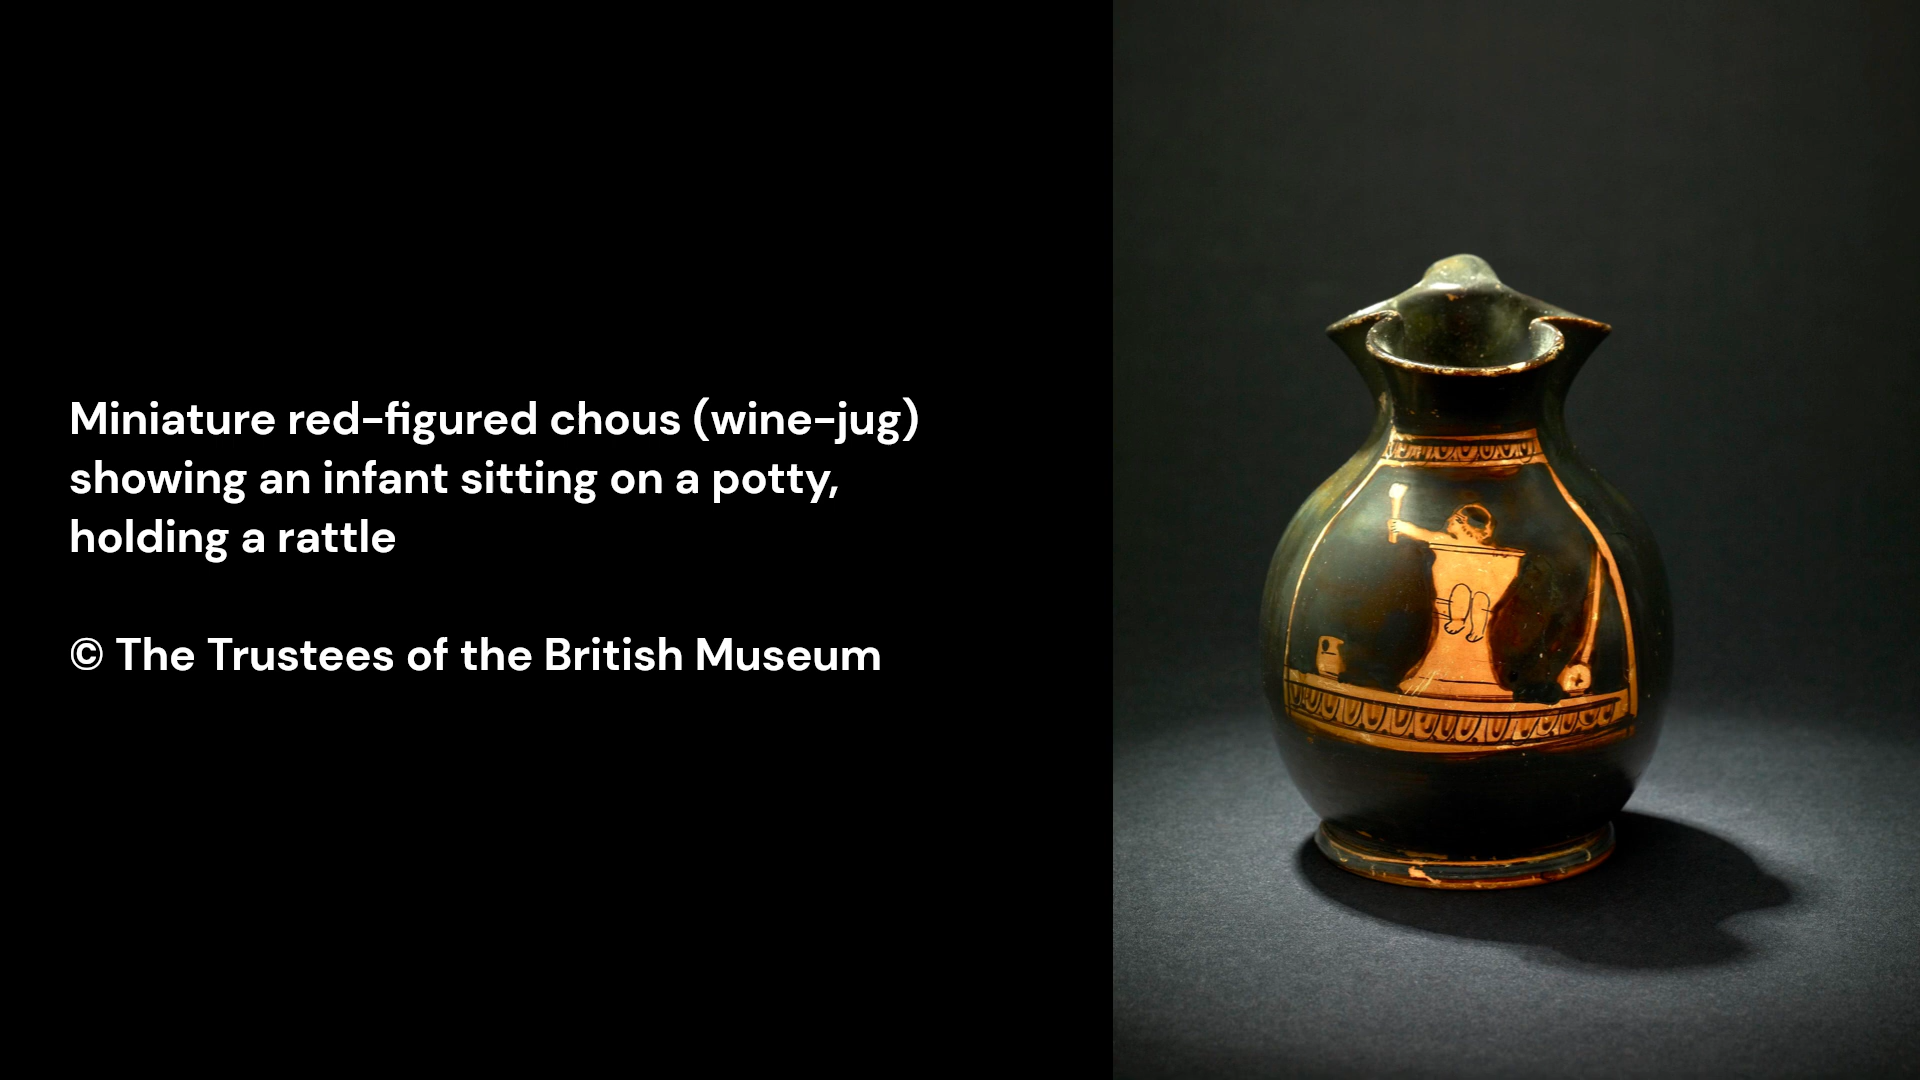 Miniature red-figured chous (wine-jug)
showing an infant sitting on a potty,
holding a rattle
© The Trustees of the British Museum